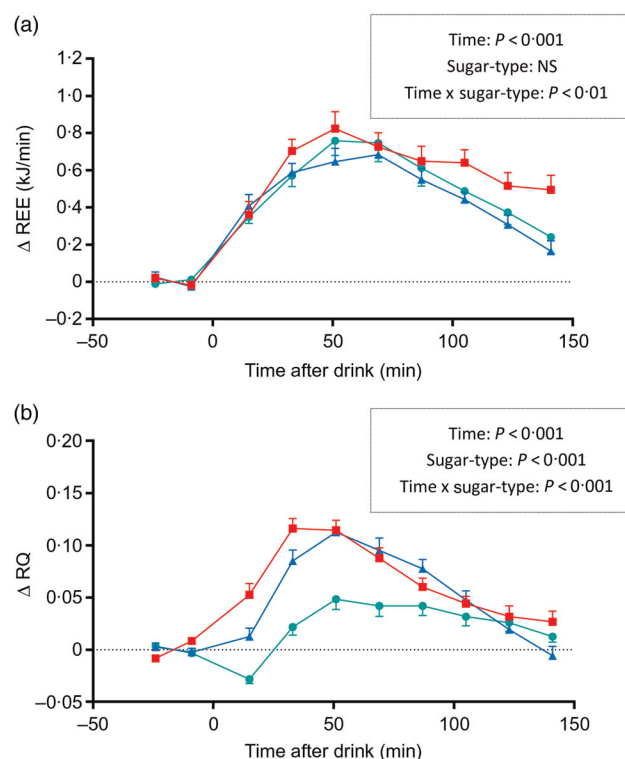 (a)
Time: P < 0·001
Sugar-type: NS
Time x sugar-type: P < 0·01
1·2
1·0
0·8
0·6
0·4
0·2
0
–0·2
Δ REE (kJ/min)
–50
0
50
100
150
Time after drink (min)
(b)
Time: P < 0·001
Sugar-type: P < 0·001
Time x sugar-type: P < 0·001
0·20
0·15
0·10
0·05
0
–0·05
Δ RQ
–50
0
50
100
150
Time after drink (min)